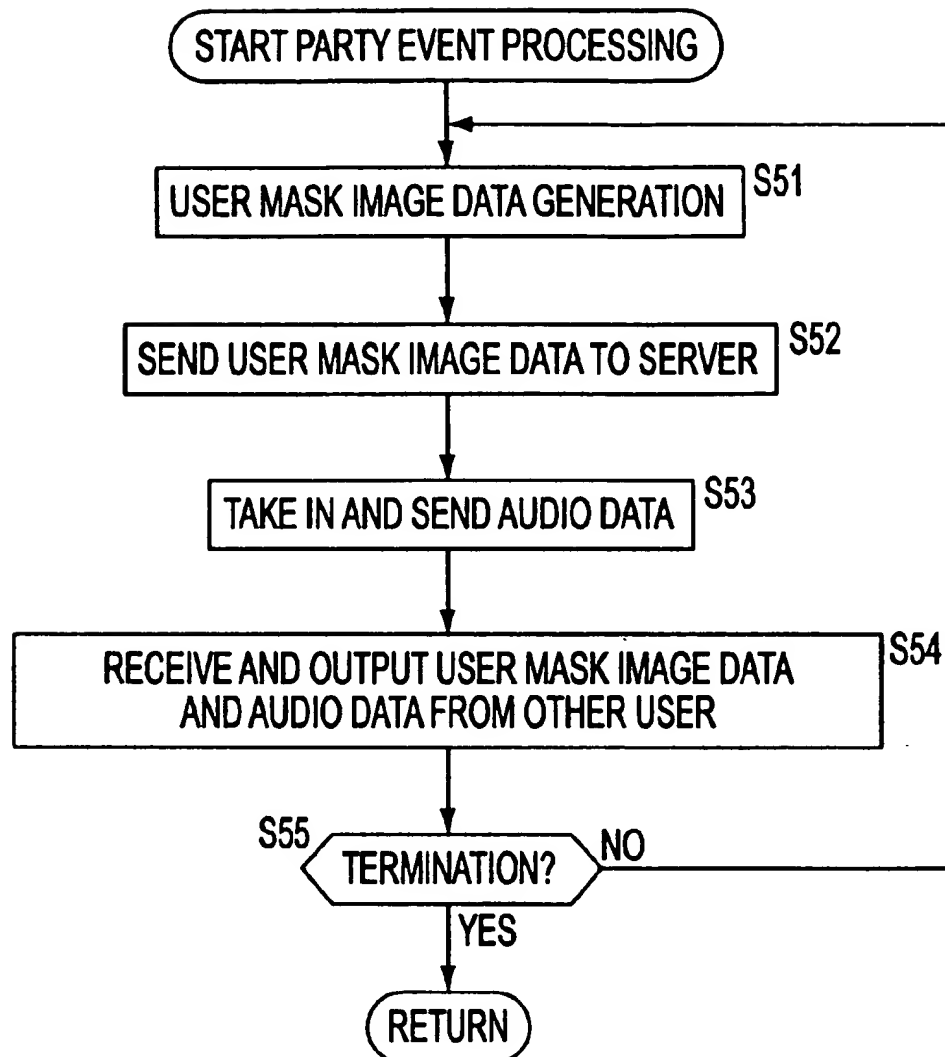 START PARTY EVENT PROCESSING
S51
USER MASK IMAGE DATA GENERATION
S52
SEND USER MASK IMAGE DATA TO SERVER
S53
TAKE IN AND SEND AUDIO DATA
S54
RECEIVE AND OUTPUT USER MASK IMAGE DATA
AND AUDIO DATA FROM OTHER USER
S55
TERMINATION?
NO
YES
RETURN